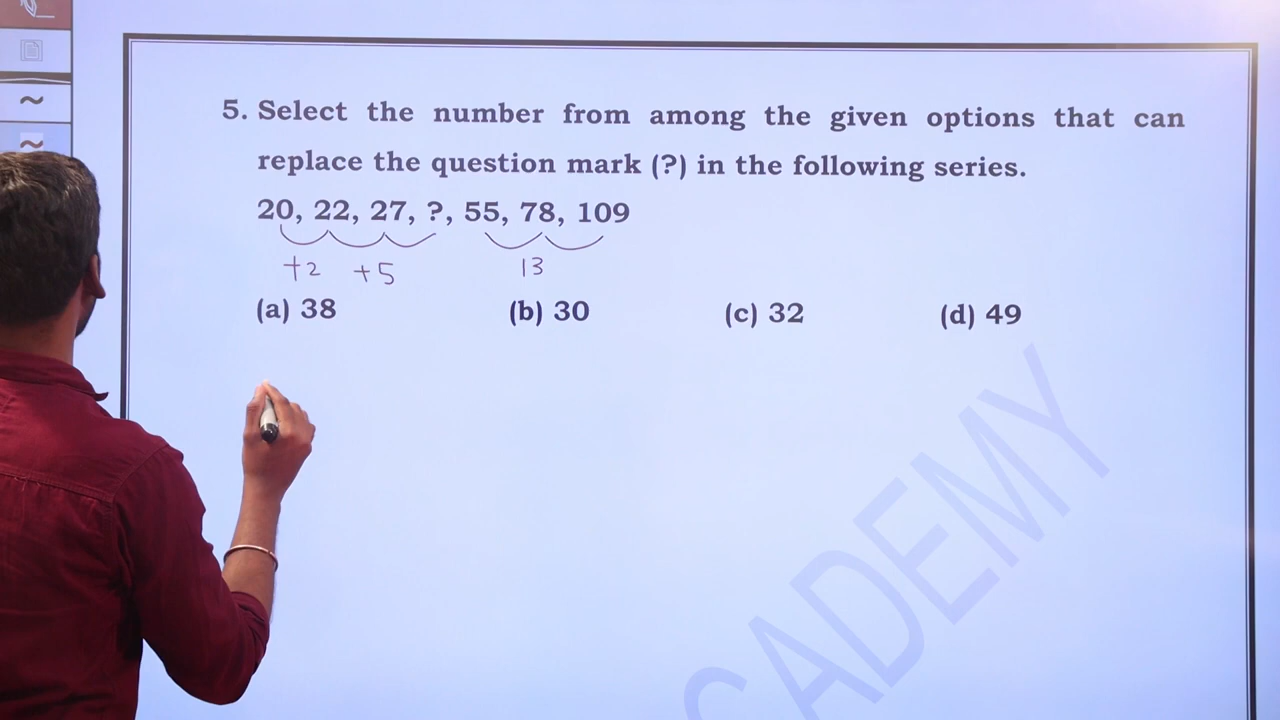 5. Select the number from among the given options that can
replace the question mark (?) in the following series.
20, 22, 27, ?, 55, 78, 109
+2 +5 13
(a) 38 (b) 30 (c) 32 (d) 49
CADEMY